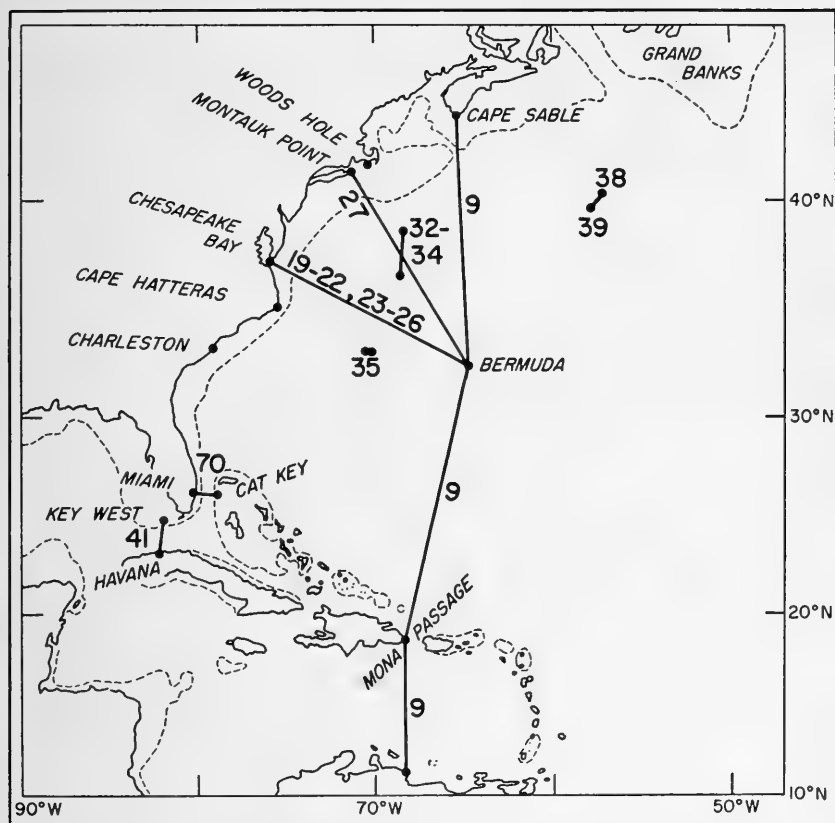 GRAND
BANKS
WOODS HOLE
MONTAUK POINT
CAPE SABLE
CHESAPEAKE
BAY
27
9
38
39
32-
34
19-22, 23-26
40°N
CAPE HATTERAS
CHARLESTON
35
BERMUDA
30°N
70
MIAMI
CAT KEY
KEY WEST
41
HAVANA
9
20°N
MONA PASSAGE
9
10°N
90°W
70°W
50°W